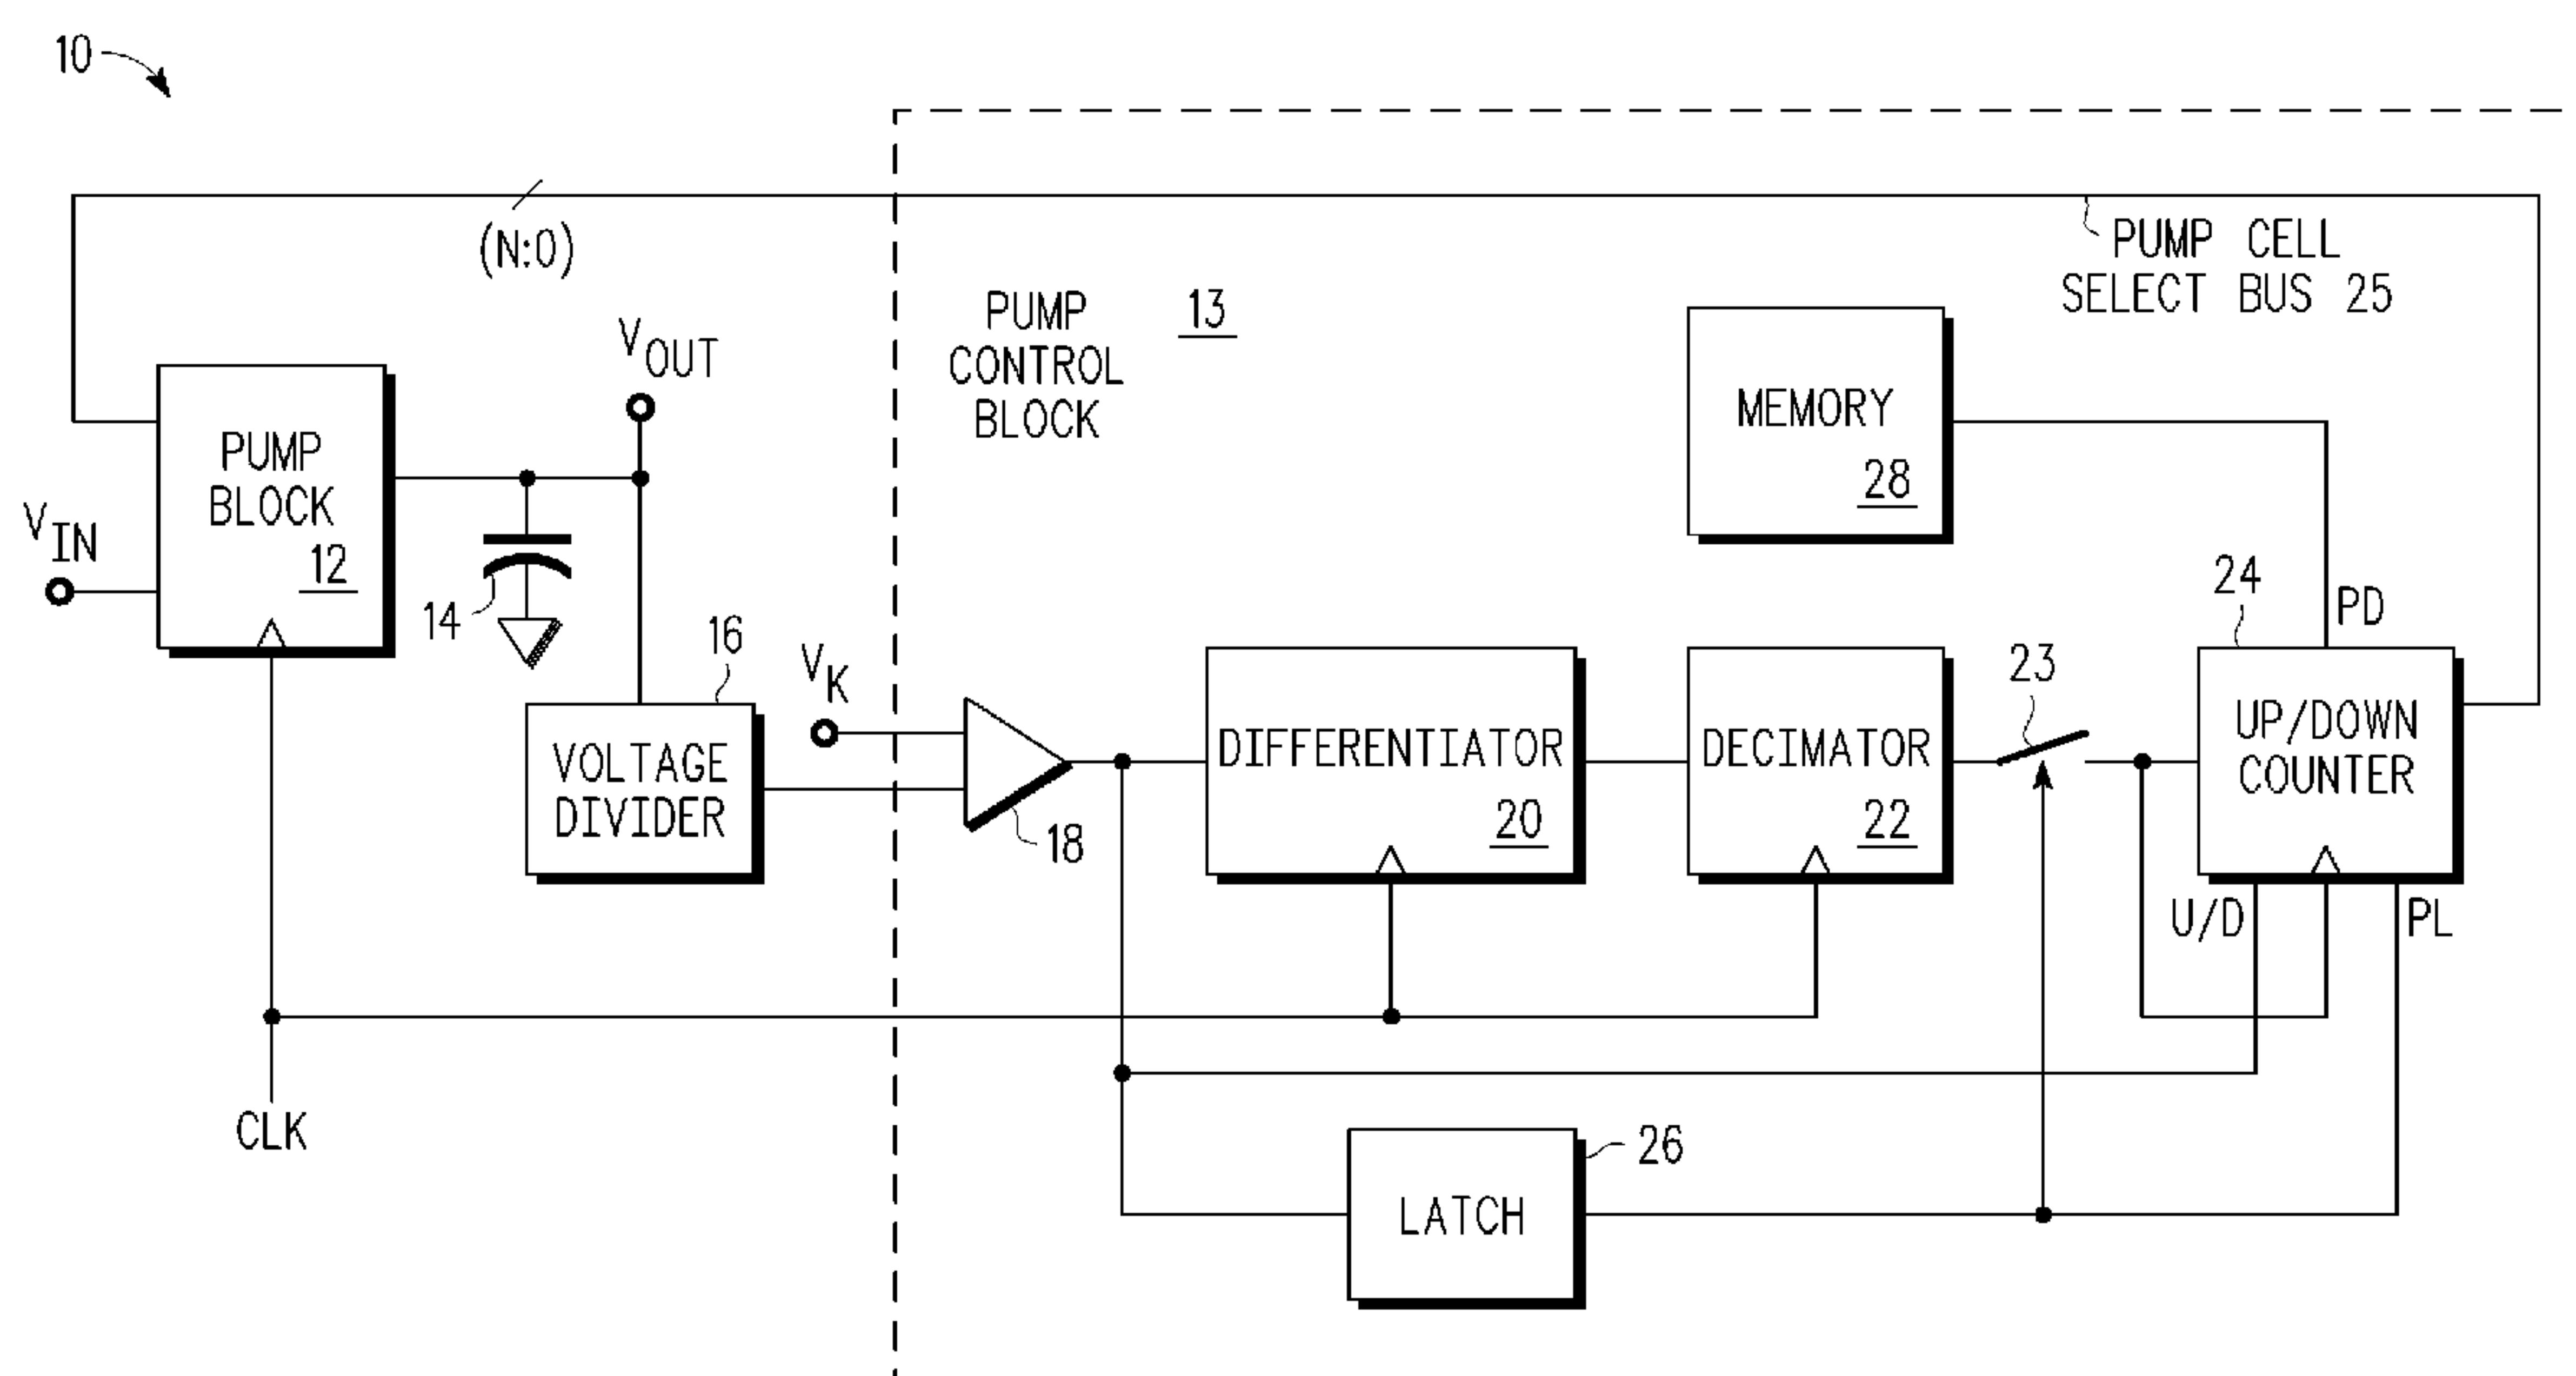 10
(N:0)
PUMP CELL
SELECT BUS 25
PUMP
CONTROL
BLOCK
13
VOUT
MEMORY
28
PUMP
BLOCK
12
VIN
14
16
VK
VOLTAGE
DIVIDER
18
DIFFERENTIATOR
20
DECIMATOR
22
23
24
PD
UP/DOWN
COUNTER
U/D
PL
CLK
26
LATCH